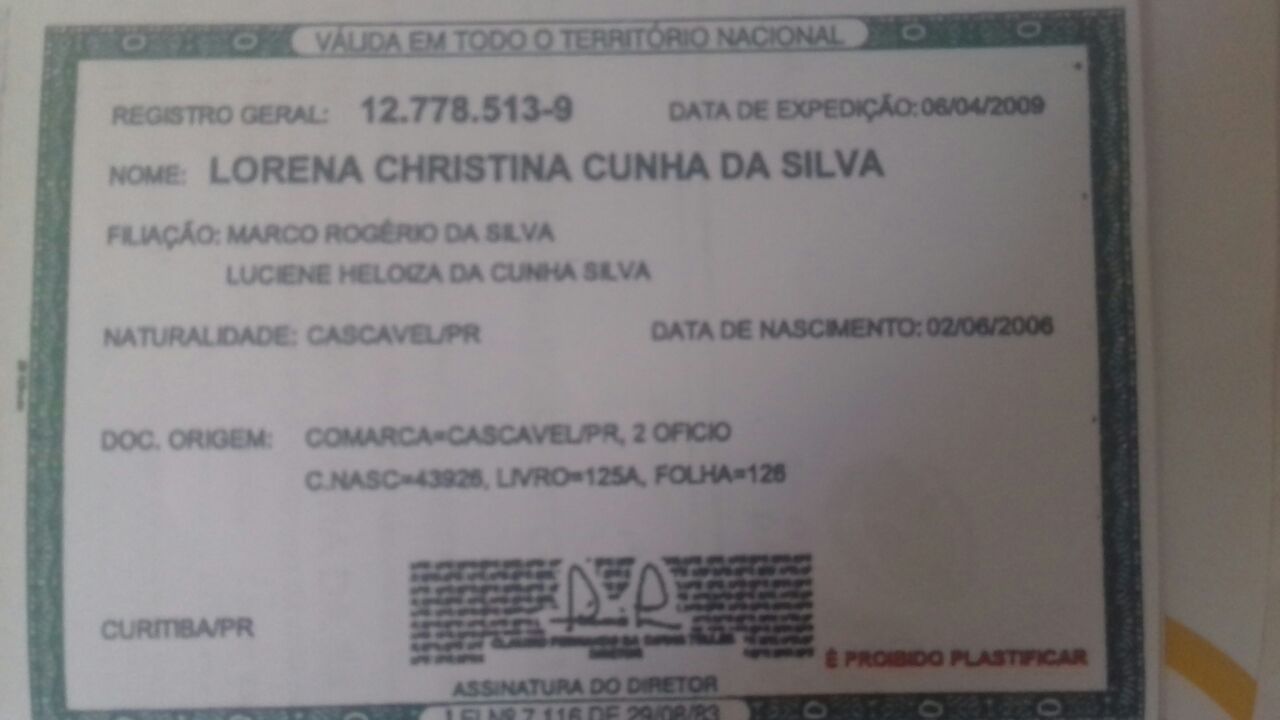 VÁLIDA EM TODO O TERRITÓRIO NACIONAL
REGISTRO GERAL: 12.778.513-9 DATA DE EXPEDIÇÃO: 06/04/2009
NOME: LORENA CHRISTINA CUNHA DA SILVA
FILIAÇÃO: MARCO ROGÉRIO DA SILVA
LUCIENE HELOIZA DA CUNHA SILVA
NATURALIDADE: CASCAVEL/PR DATA DE NASCIMENTO: 02/06/2006
DOC. ORIGEM: COMARCA=CASCAVEL/PR, 2 OFICIO
C.NASC=43926, LIVRO=125A, FOLHA=126
CURITIBA/PR
É PROIBIDO PLASTIFICAR
ASSINATURA DO DIRETOR
LEI Nº 7.116 DE 29/08/83